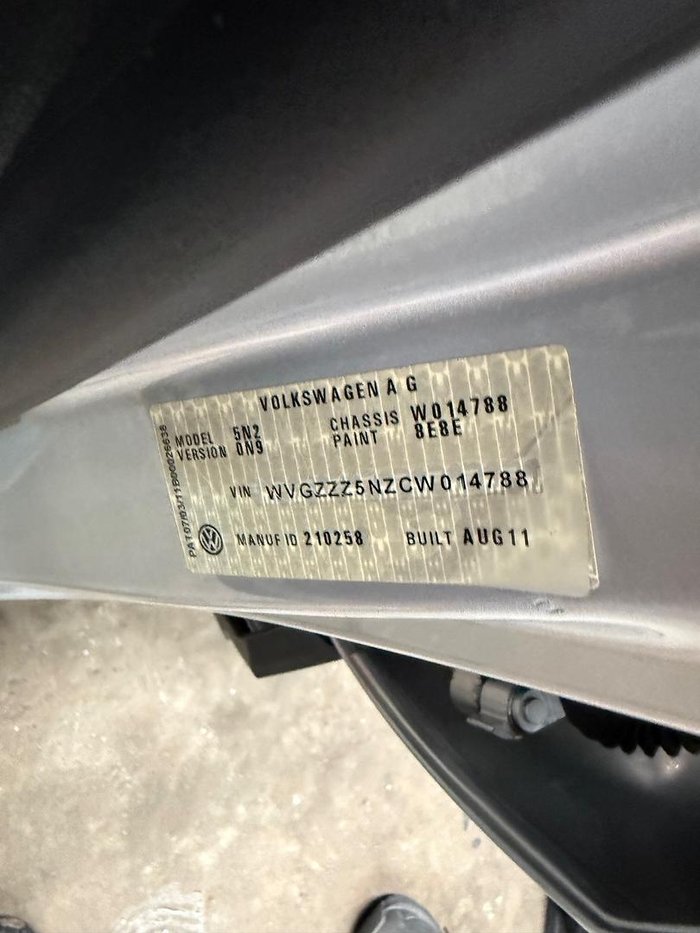 VOLKSWAGEN A G
MODEL 5N2 CHASSIS W014788
VERSION 0N9 PAINT 8E8E
VIN WVGZZZ5NZCW014788
MANUF ID 210258 BUILT AUG11